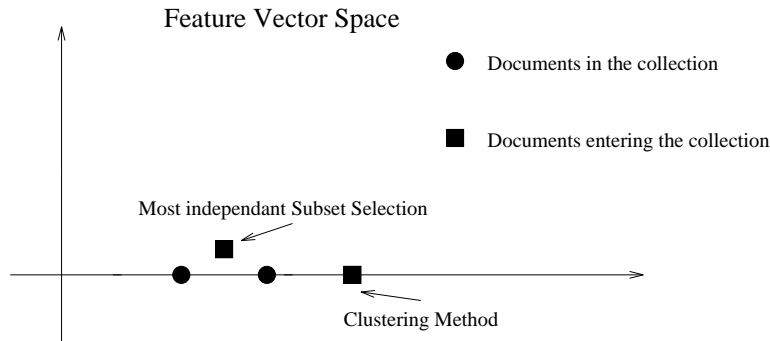 Feature Vector Space
Documents in the collection
Documents entering the collection
Most independant Subset Selection
Clustering Method